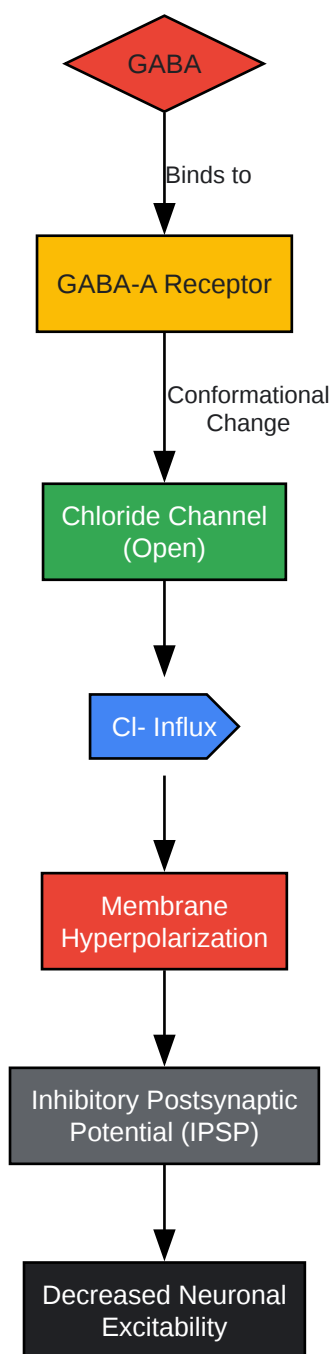 GABA
Binds to
GABA-A Receptor
Conformational
Change
Chloride Channel
(Open)
Cl- Influx
Membrane
Hyperpolarization
Inhibitory Postsynaptic
Potential (IPSP)
Decreased Neuronal
Excitability